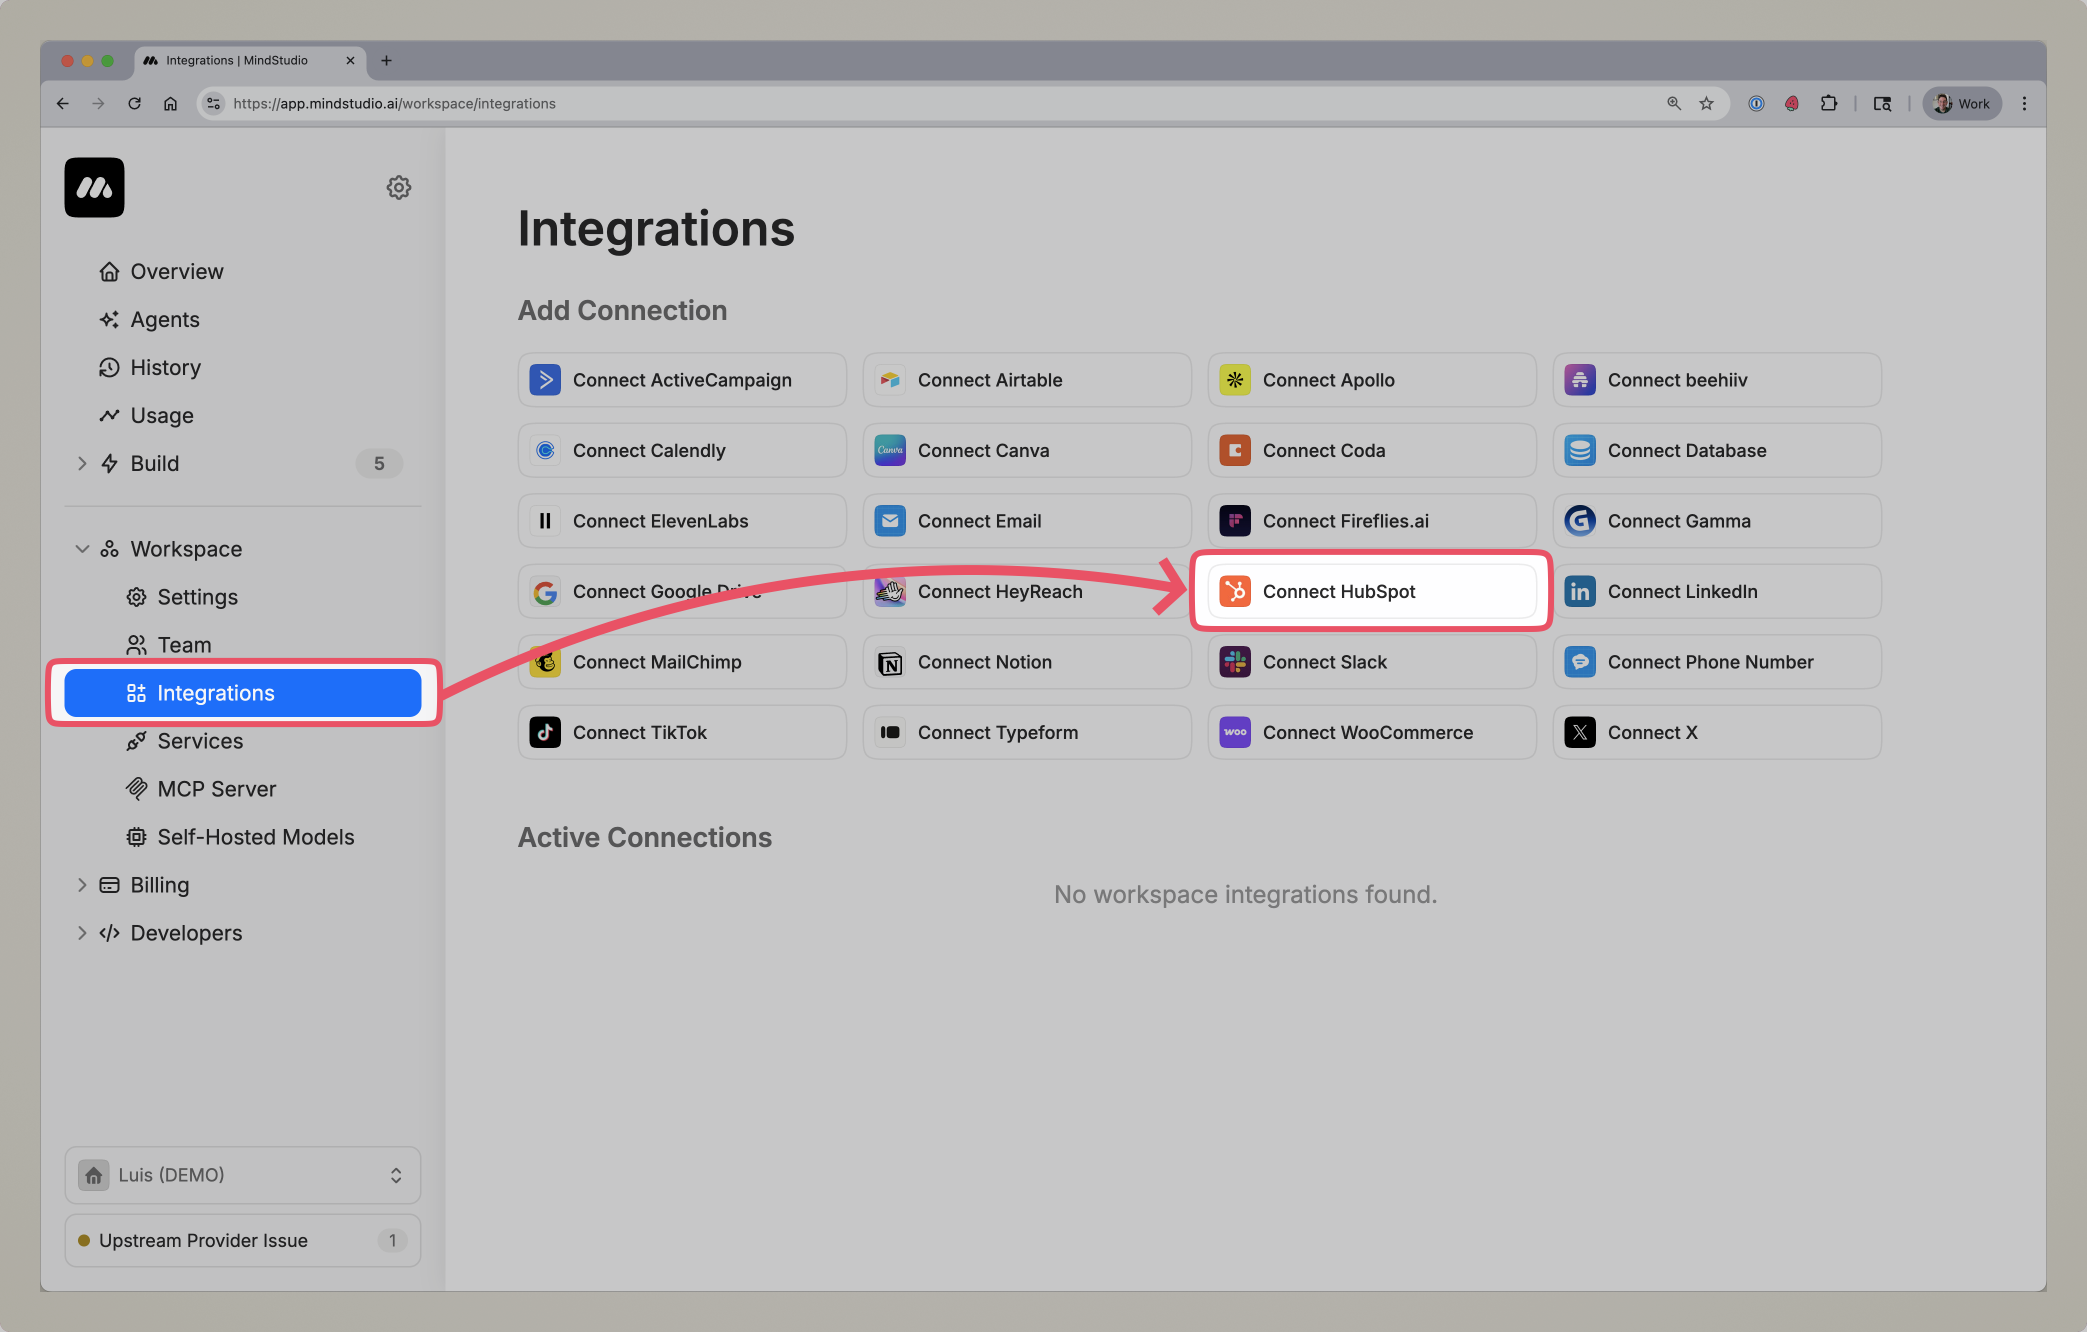 Integrations | MindStudio
https://app.mindstudio.ai/workspace/integrations
Work
Overview
Agents
History
Usage
Build
5
Workspace
Settings
Team
Integrations
Services
MCP Server
Self-Hosted Models
Billing
Developers
Luis (DEMO)
Upstream Provider Issue
1
Integrations
Add Connection
Connect ActiveCampaign
Connect Airtable
Connect Apollo
Connect beehiiv
Connect Calendly
Canva
Connect Canva
Connect Coda
Connect Database
Connect ElevenLabs
Connect Email
Connect Fireflies.ai
Connect Gamma
Connect Google Drive
Connect HeyReach
Connect HubSpot
in
Connect LinkedIn
Connect MailChimp
Connect Notion
Connect Slack
Connect Phone Number
Connect TikTok
Connect Typeform
woo
Connect WooCommerce
Connect X
Active Connections
No workspace integrations found.